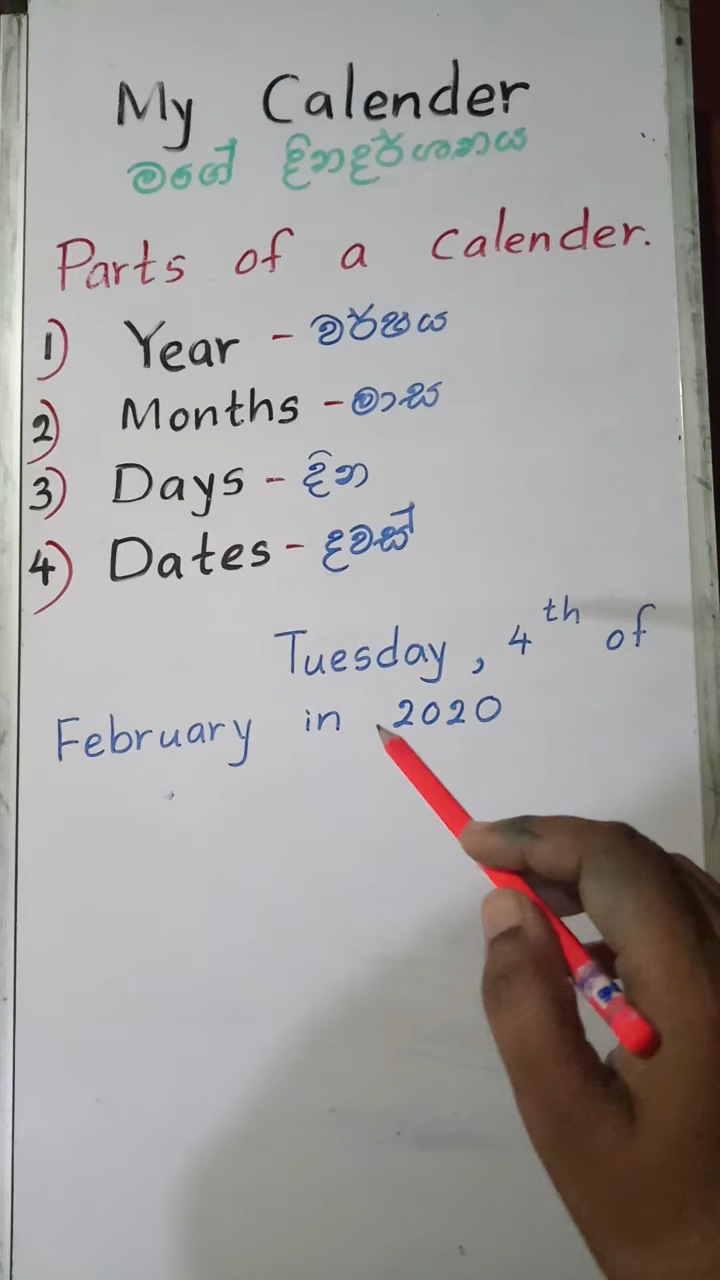 My Calender
මගේ දිනදර්ශනය
Parts of a calender.
1) Year - වර්ෂය
2) Months - මාස
3) Days - දින
4) Dates - දවස්
Tuesday, 4th of
February in 2020